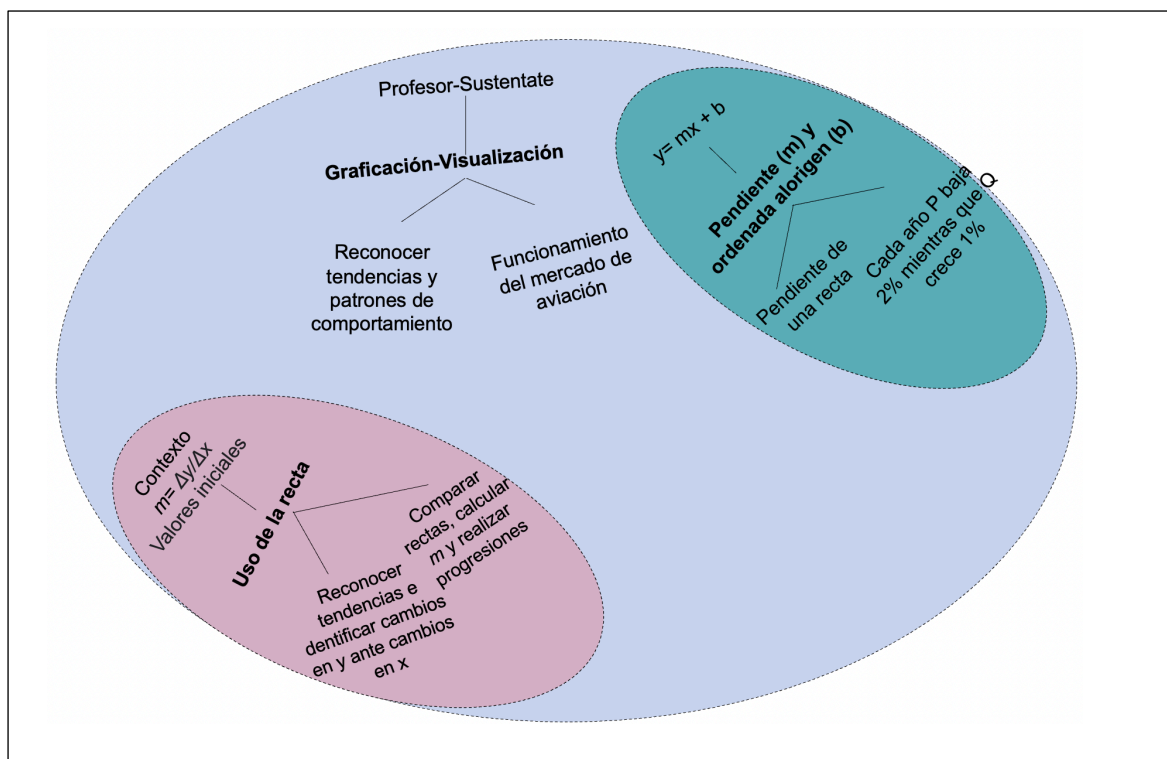 Profesor-Sustentate
Graficación-Visualización
Reconocer
tendencias y
patrones de
comportamiento
Funcionamiento
del mercado de
aviación
y= mx + b
Pendiente (m) y
ordenada alorigen (b)
Pendiente de
una recta
Cada año P baja
2% mientras que Q
crece 1%
Contexto
m= Δy/Δx
Valores iniciales
Uso de la recta
Reconocer
tendencias e
dentificar cambios
en y ante cambios
en x
Comparar
rectas, calcular
m y realizar
progresiones